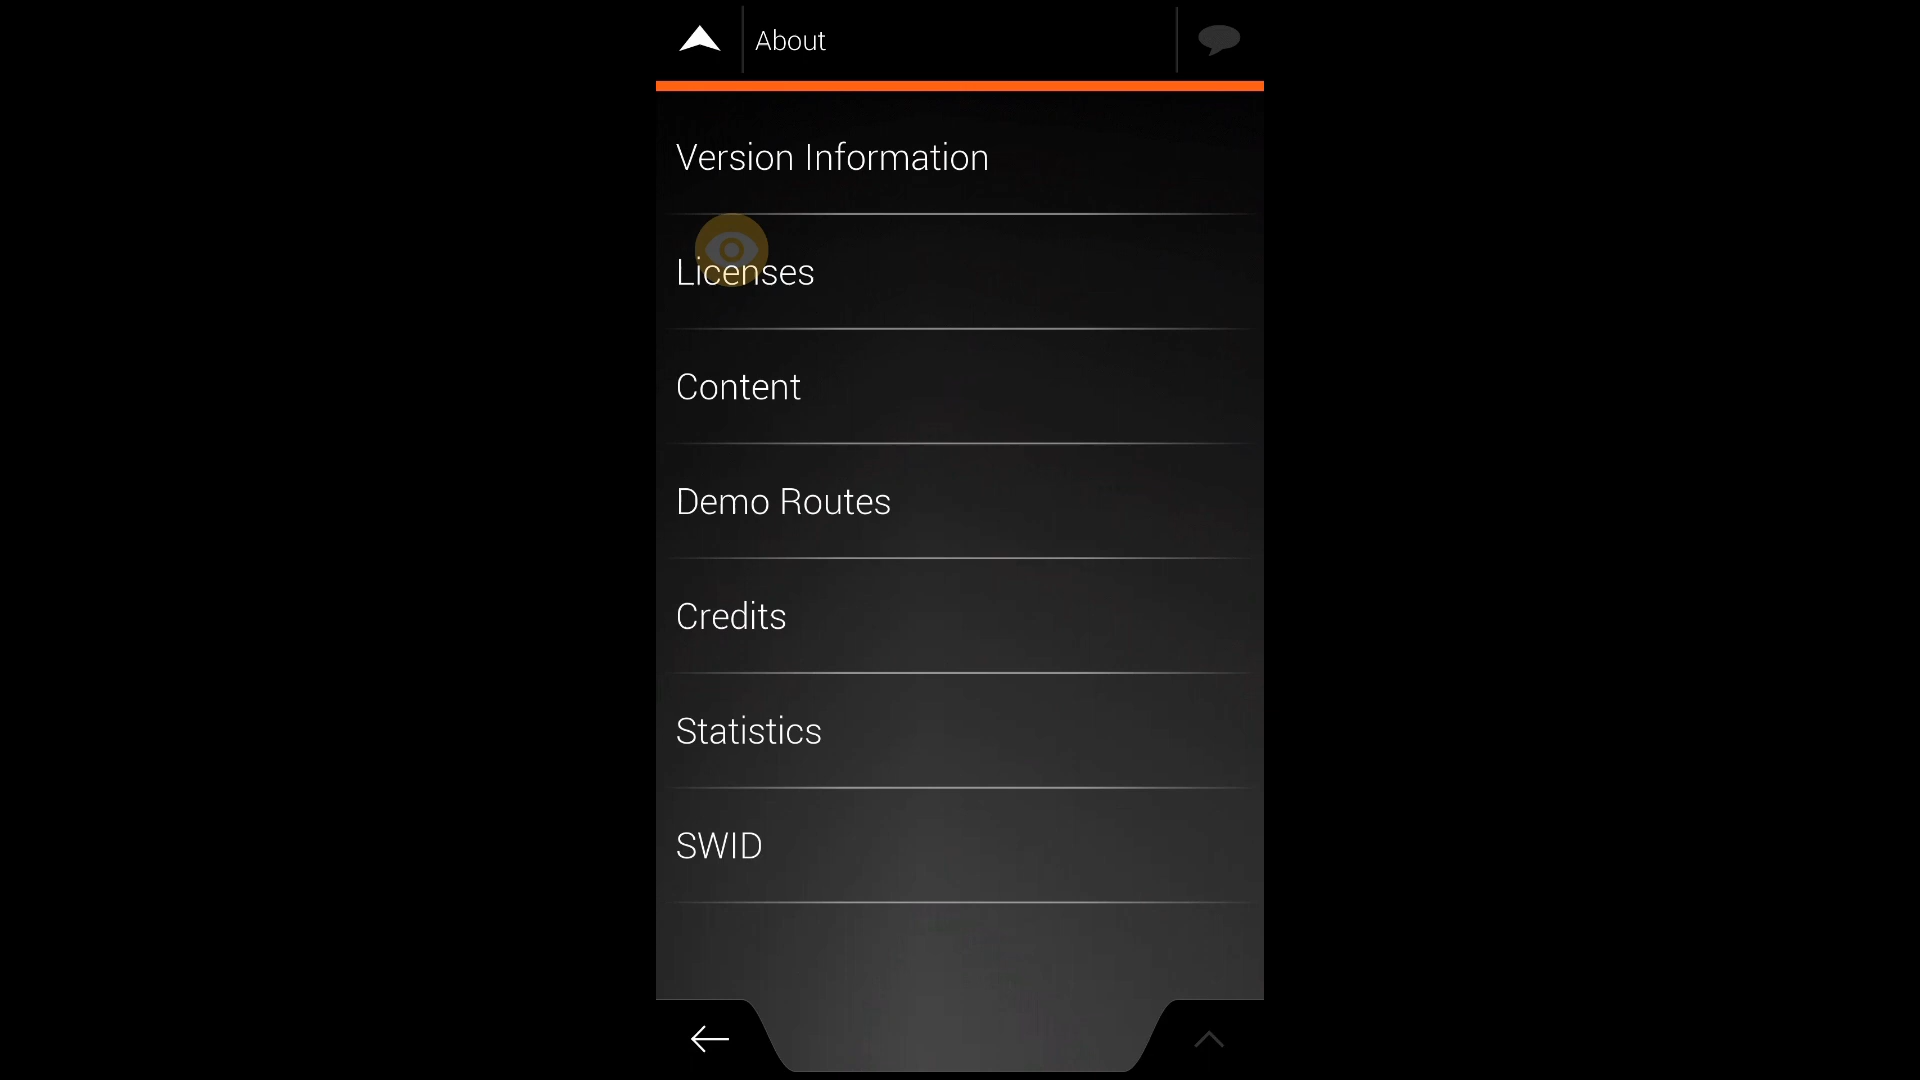 About
Version Information
Licenses
Content
Demo Routes
Credits
Statistics
SWID